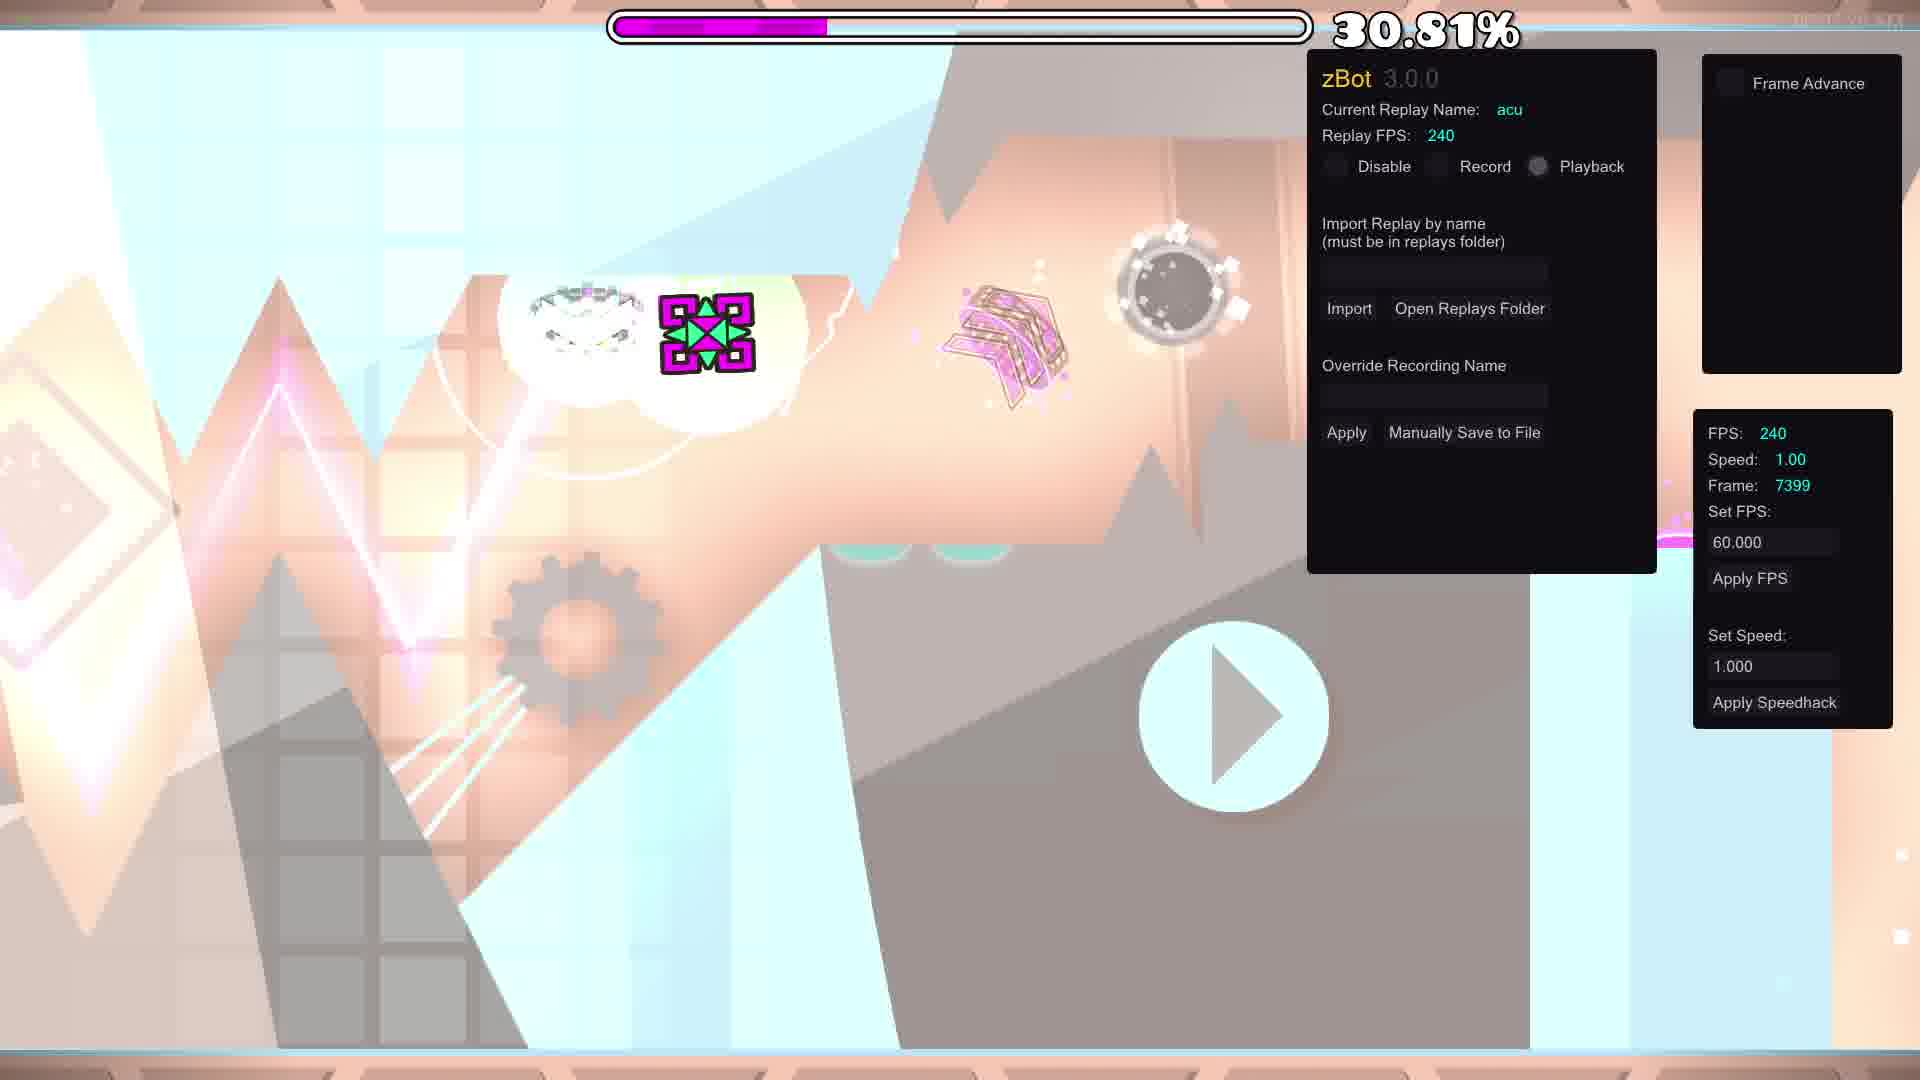 30.81%
zBot 3.0.0
Current Replay Name: acu
Replay FPS: 240
Disable Record Playback
Import Replay by name
(must be in replays folder)
Import Open Replays Folder
Override Recording Name
Apply Manually Save to File
Frame Advance
FPS: 240
Speed: 1.00
Frame: 7399
Set FPS:
60.000
Apply FPS
Set Speed:
1.000
Apply Speedhack